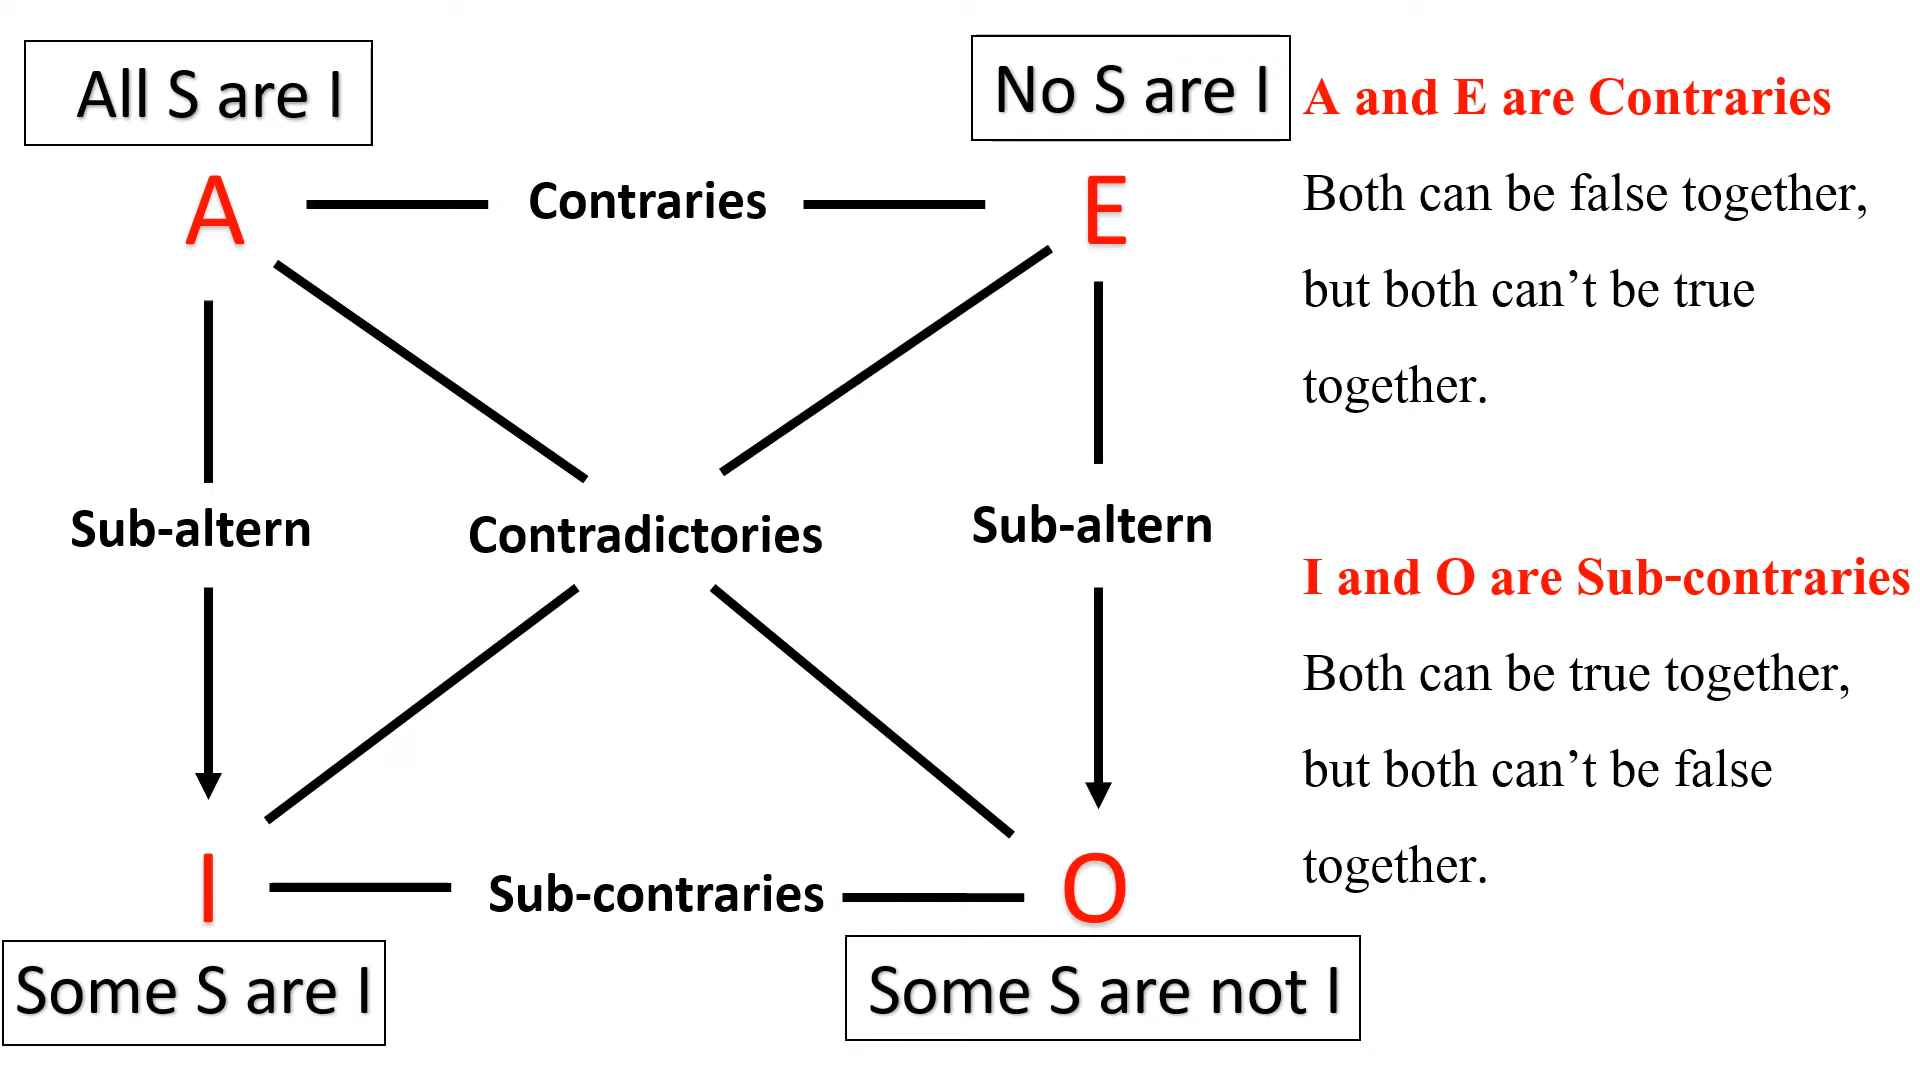 All S are I
No S are I
A and E are Contraries
A
Contraries
E
Both can be false together,
but both can’t be true
together.
Sub-altern
Contradictories
Sub-altern
I and O are Sub-contraries
Both can be true together,
but both can’t be false
together.
I
Sub-contraries
O
Some S are I
Some S are not I